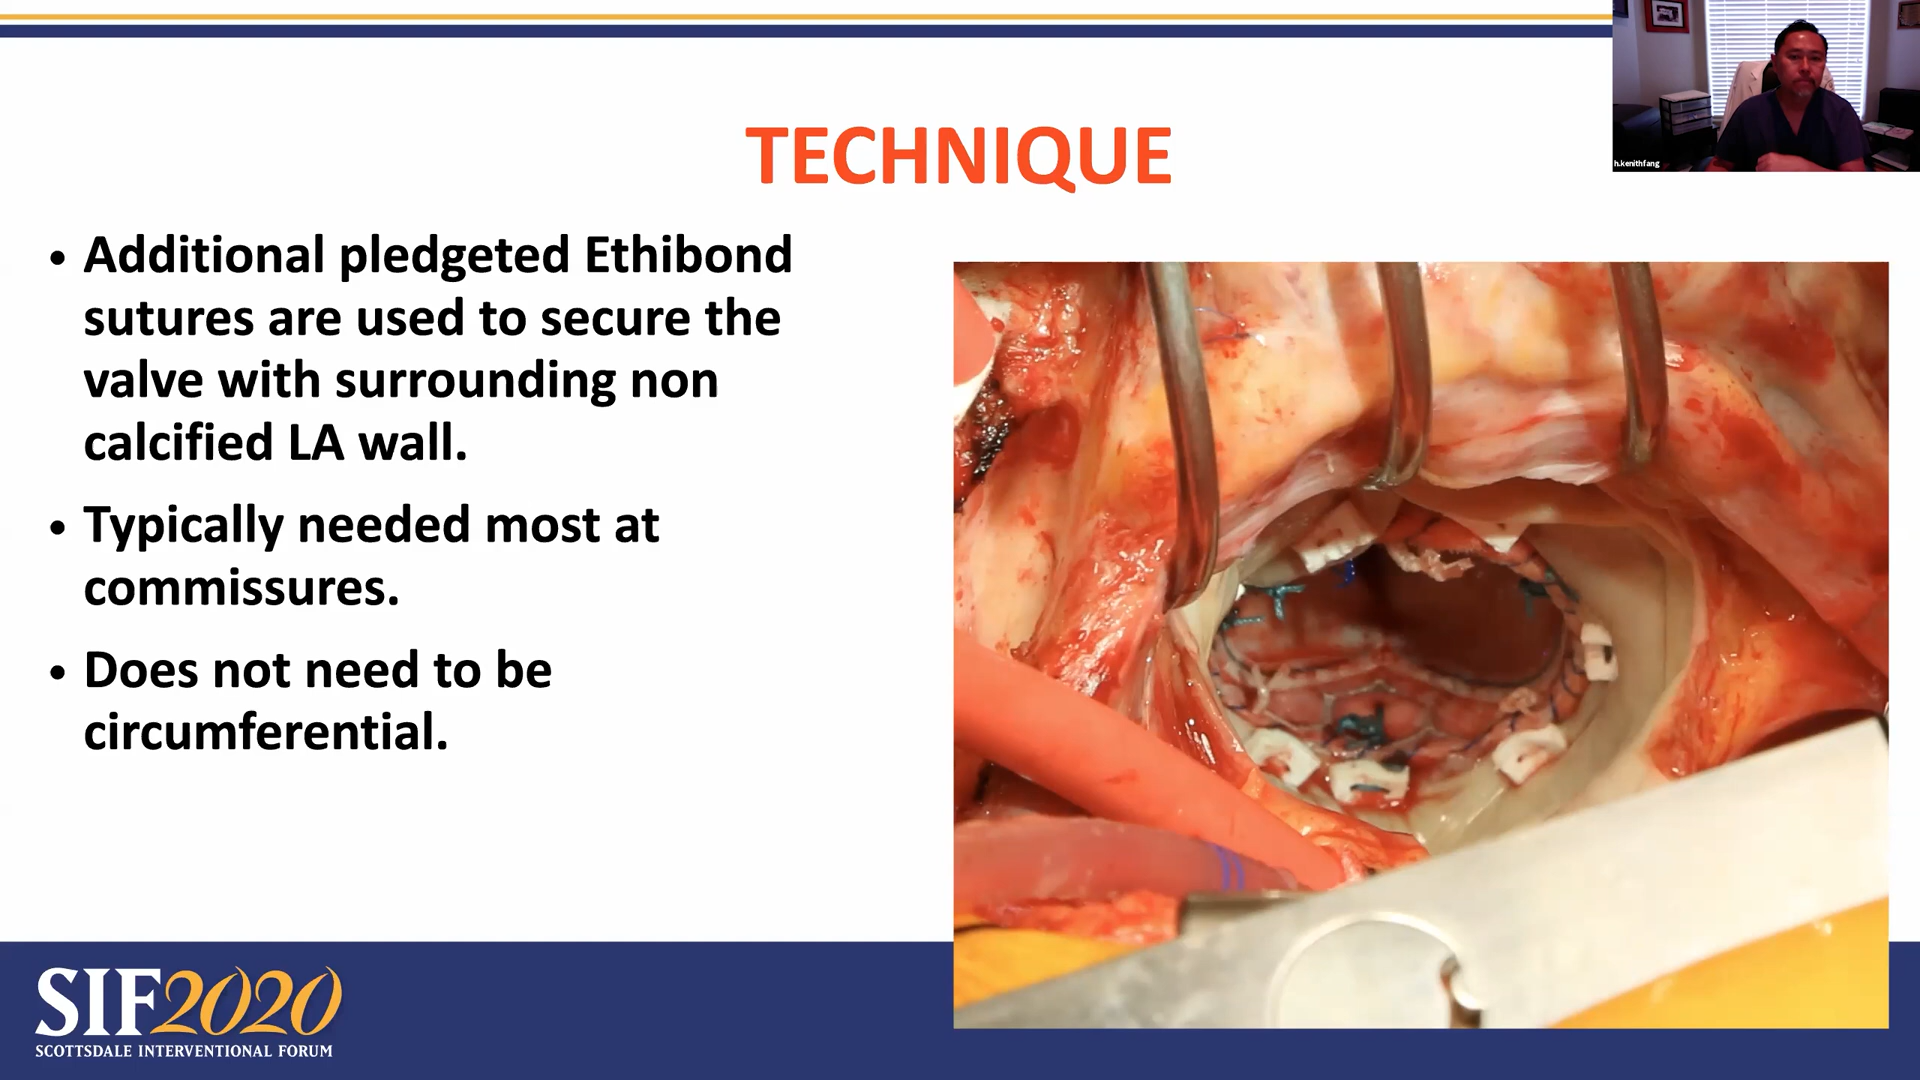 h.kenithfang
TECHNIQUE
• Additional pledgeted Ethibond
sutures are used to secure the
valve with surrounding non
calcified LA wall.
• Typically needed most at
commissures.
• Does not need to be
circumferential.
SIF2020
SCOTTSDALE INTERVENTIONAL FORUM